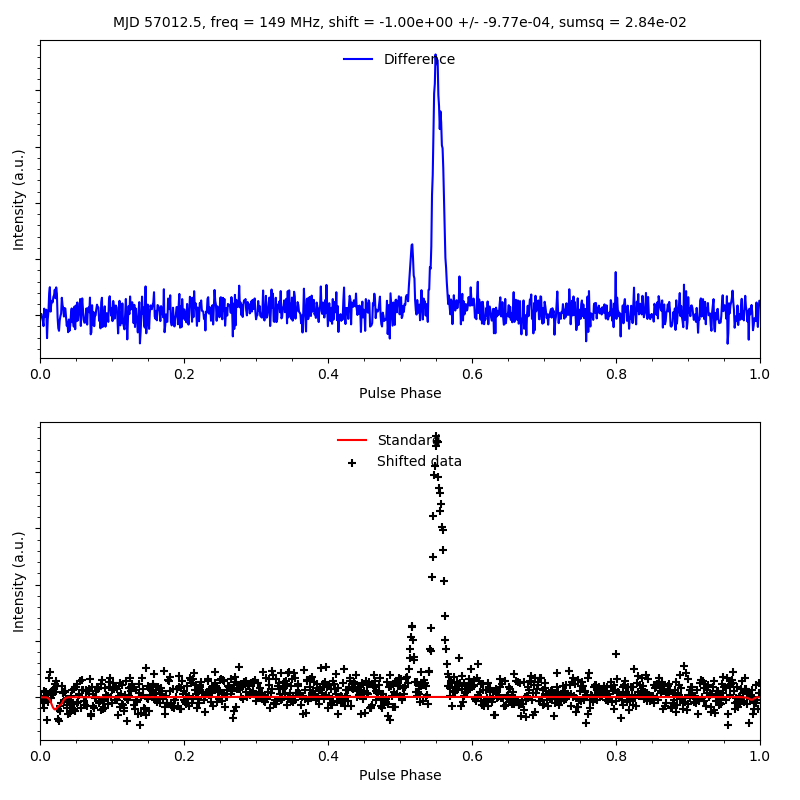 MJD 57012.5, freq = 149 MHz, shift = -1.00e+00 +/- -9.77e-04, sumsq = 2.84e-02
Difference
Intensity (a.u.)
0.0 0.2 0.4 0.6 0.8 1.0
Pulse Phase
Standard
Shifted data
Intensity (a.u.)
0.0 0.2 0.4 0.6 0.8 1.0
Pulse Phase